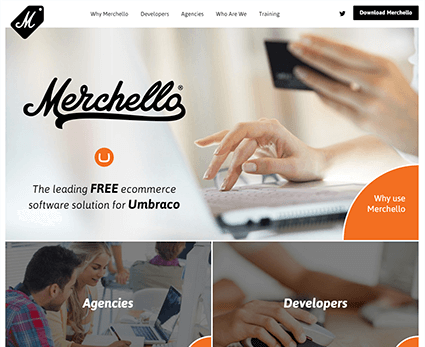 M
Why Merchello Developers Agencies Who Are We Training Download Merchello
Merchello®
The leading FREE ecommerce
software solution for Umbraco
Why use
Merchello
Agencies
Developers